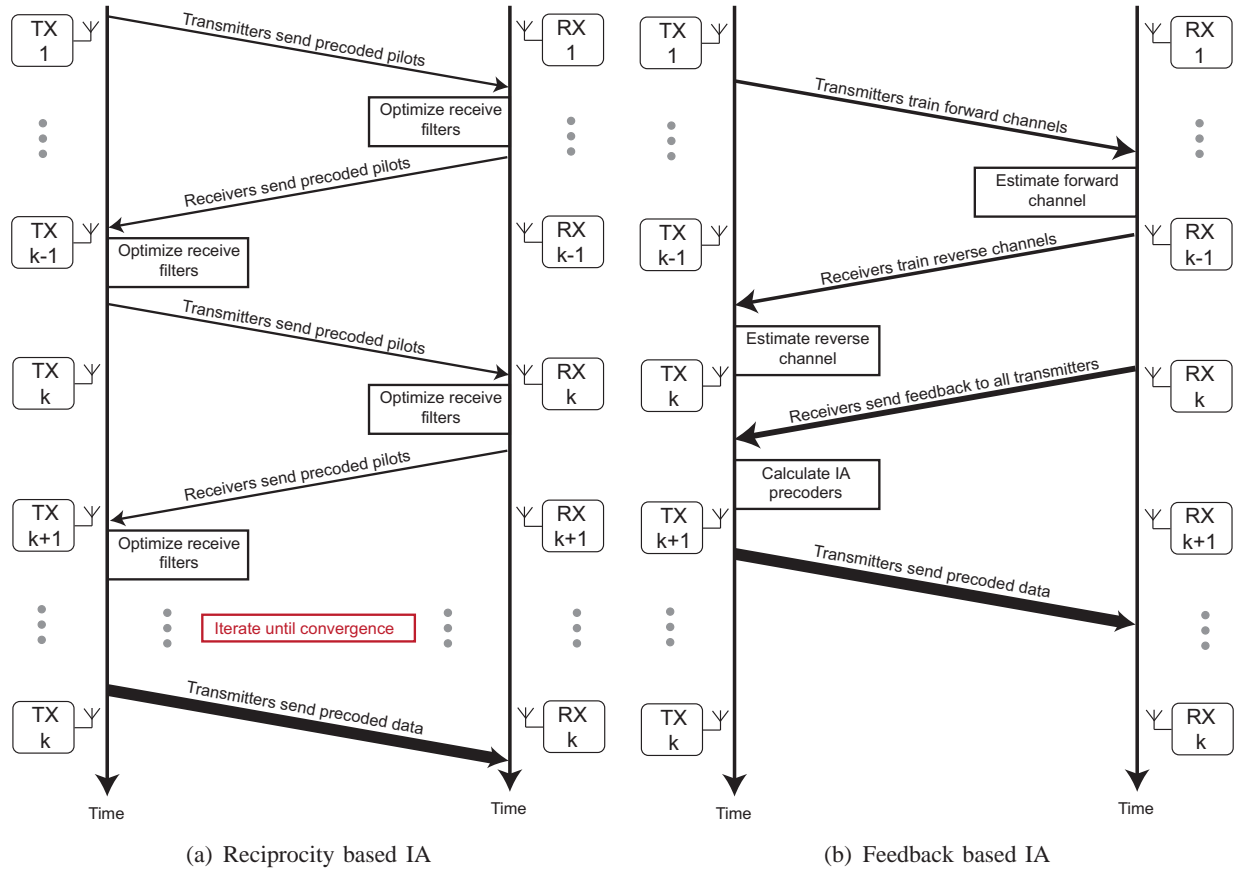 TX
1
Transmitters send precoded pilots
RX
1
Optimize receive
filters
Receivers send precoded pilots
TX
k-1
RX
k-1
Optimize receive
filters
Transmitters send precoded pilots
TX
k
RX
k
Optimize receive
filters
Receivers send precoded pilots
TX
k+1
RX
k+1
Optimize receive
filters
Iterate until convergence
Transmitters send precoded data
TX
k
RX
k
Time
Time
(a) Reciprocity based IA
TX
1
RX
1
Transmitters train forward channels
Estimate forward
channel
TX
k-1
RX
k-1
Receivers train reverse channels
Estimate reverse
channel
TX
k
RX
k
Receivers send feedback to all transmitters
Calculate IA
precoders
TX
k+1
RX
k+1
Transmitters send precoded data
TX
k
RX
k
Time
Time
(b) Feedback based IA